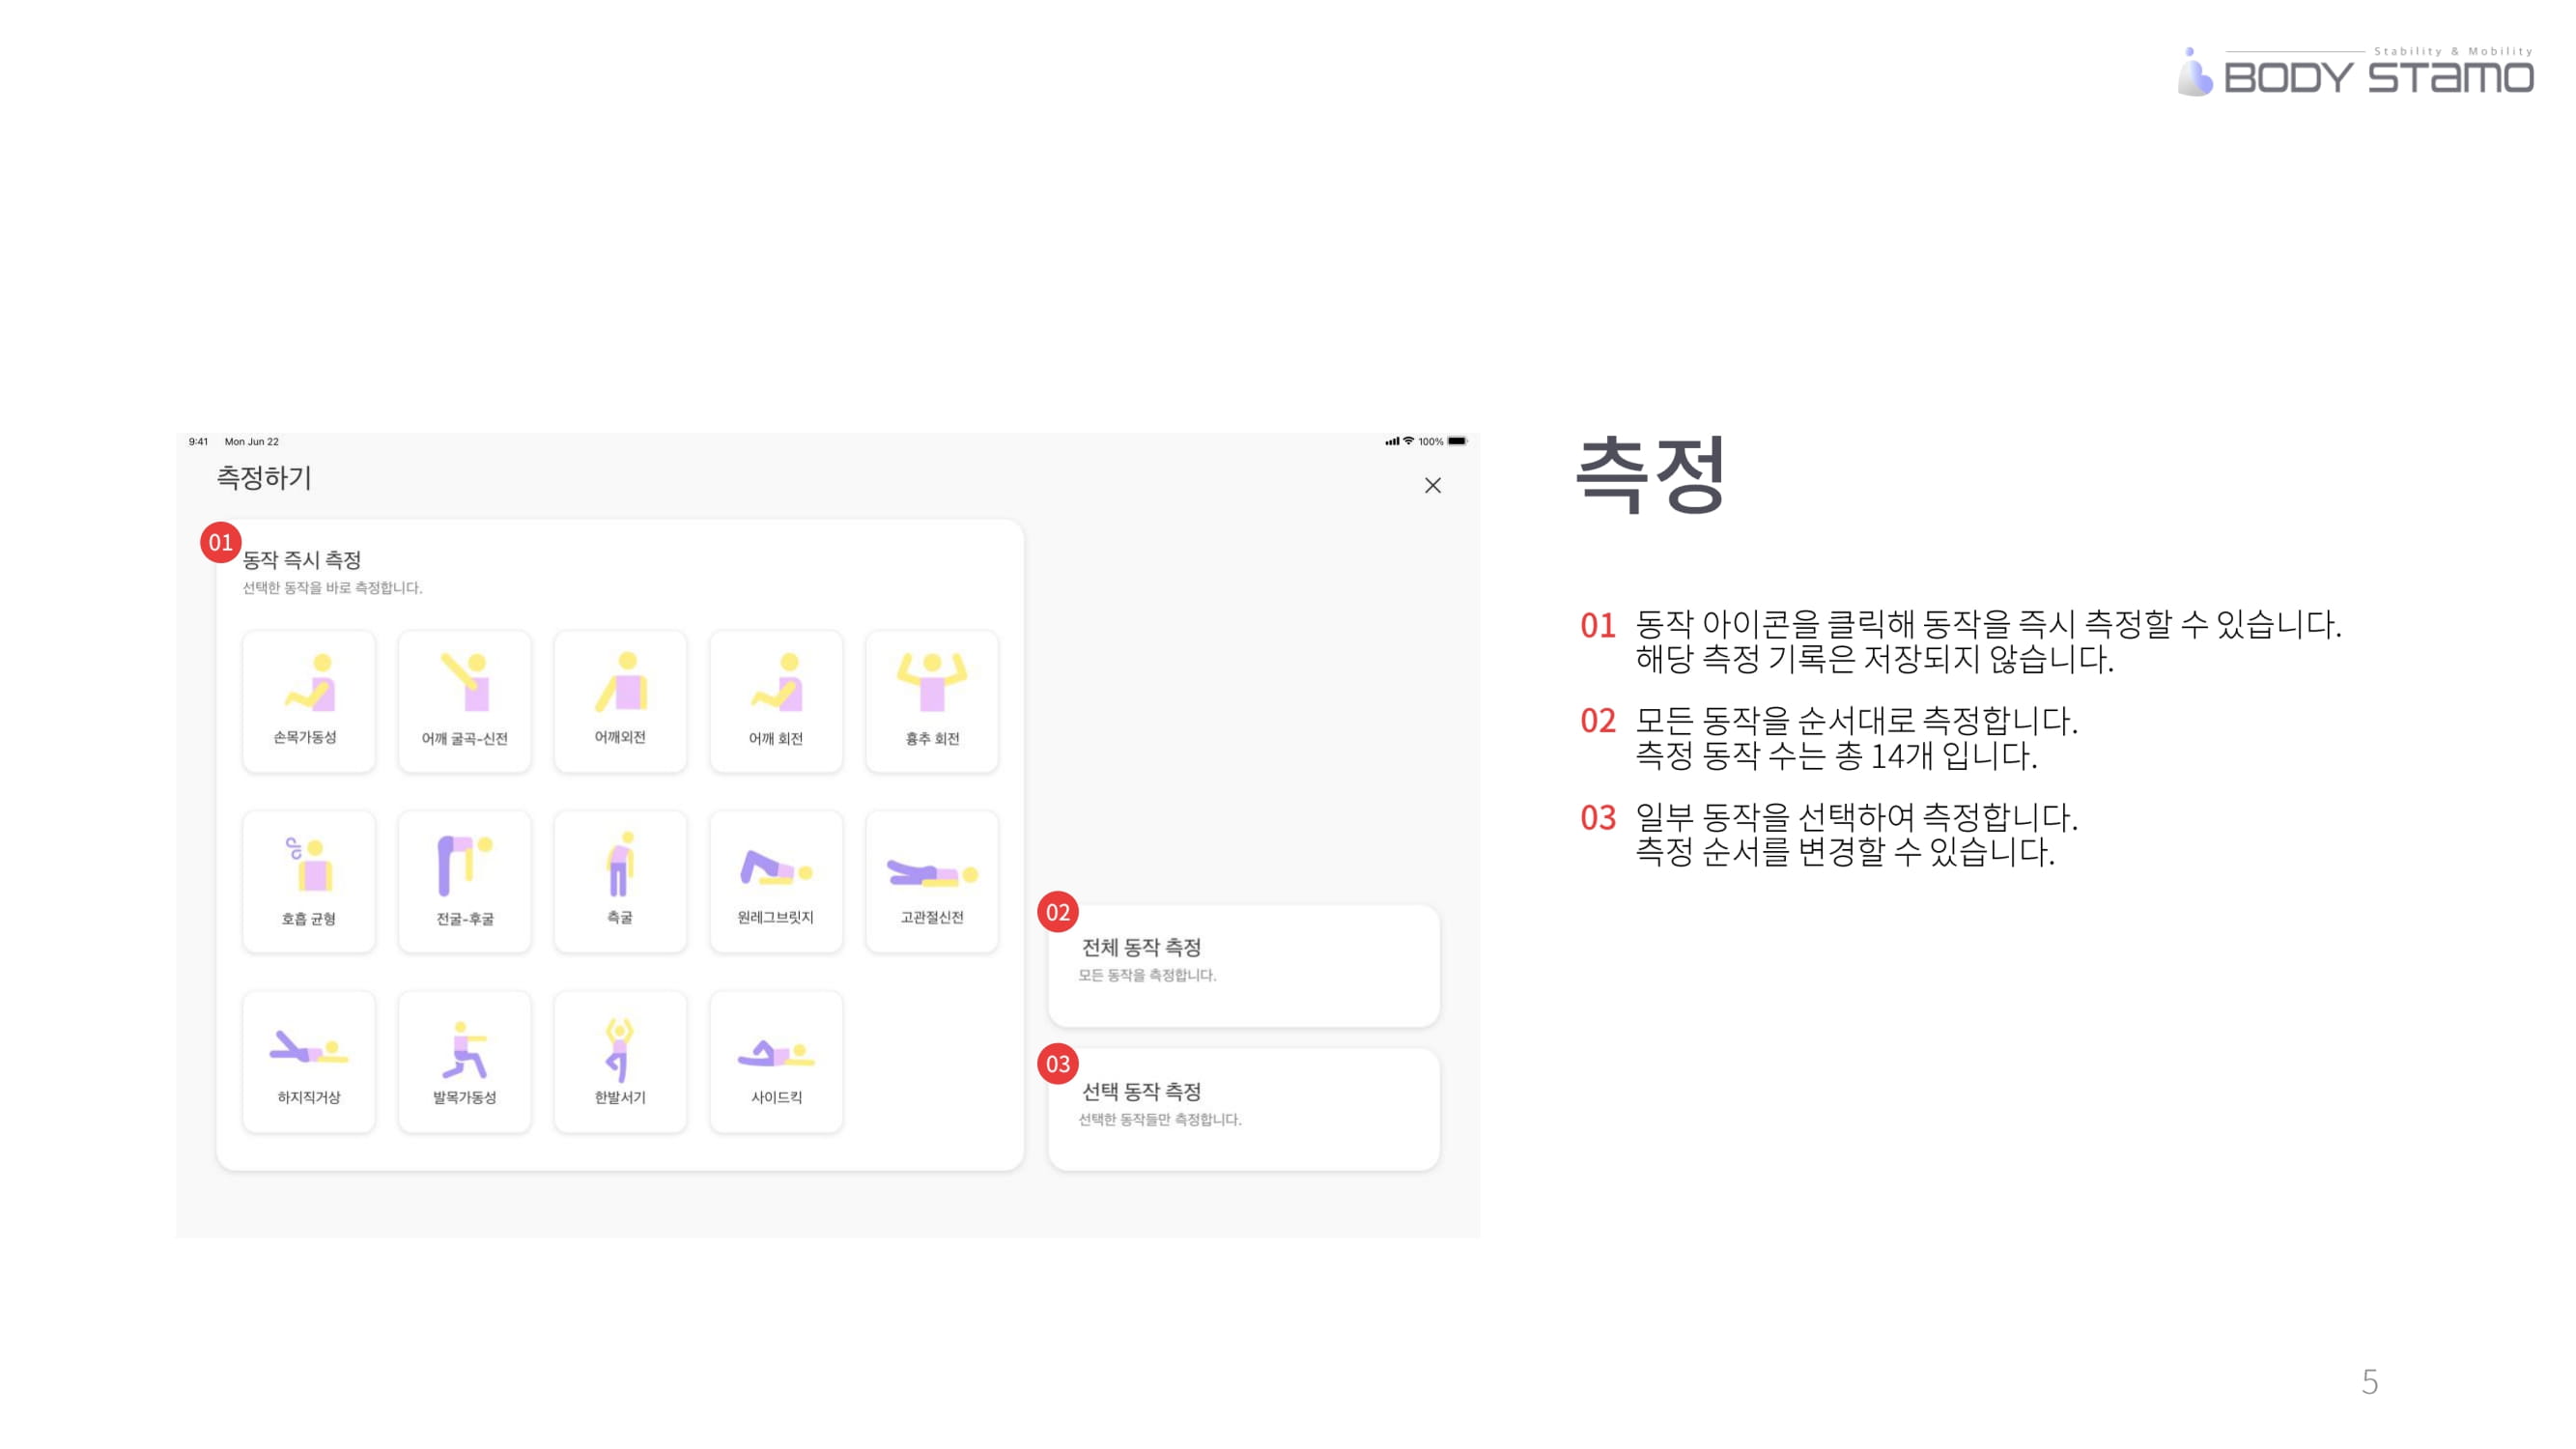 Stability & Mobility
BODY STamo
9:41 Mon Jun 22
100%
측정하기
01
동작 즉시 측정
선택한 동작을 바로 측정합니다.
손목가동성
어깨 굴곡-신전
어깨외전
어깨 회전
흉추 회전
호흡 균형
전굴-후굴
측굴
원레그브릿지
고관절신전
하지직거상
발목가동성
한발서기
사이드킥
02
전체 동작 측정
모든 동작을 측정합니다.
03
선택 동작 측정
선택한 동작들만 측정합니다.
측정
01 동작 아이콘을 클릭해 동작을 즉시 측정할 수 있습니다.
해당 측정 기록은 저장되지 않습니다.
02 모든 동작을 순서대로 측정합니다.
측정 동작 수는 총 14개 입니다.
03 일부 동작을 선택하여 측정합니다.
측정 순서를 변경할 수 있습니다.
5